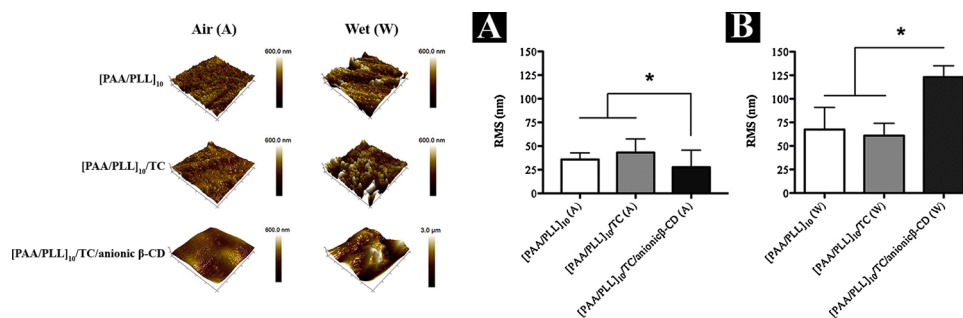 Air (A)
Wet (W)
[PAA/PLL]10
600.0 nm
600.0 nm
[PAA/PLL]10/TC
600.0 nm
600.0 nm
[PAA/PLL]10/TC/anionic β-CD
600.0 nm
3.0 µm
A
*
RMS (nm)
150
125
100
75
50
25
0
[PAA/PLL]10 (A)
[PAA/PLL]10/TC (A)
[PAA/PLL]10/TC/anionic β-CD (A)
B
*
RMS (nm)
150
125
100
75
50
25
0
[PAA/PLL]10 (W)
[PAA/PLL]10/TC (W)
[PAA/PLL]10/TC/anionicβ-CD (W)